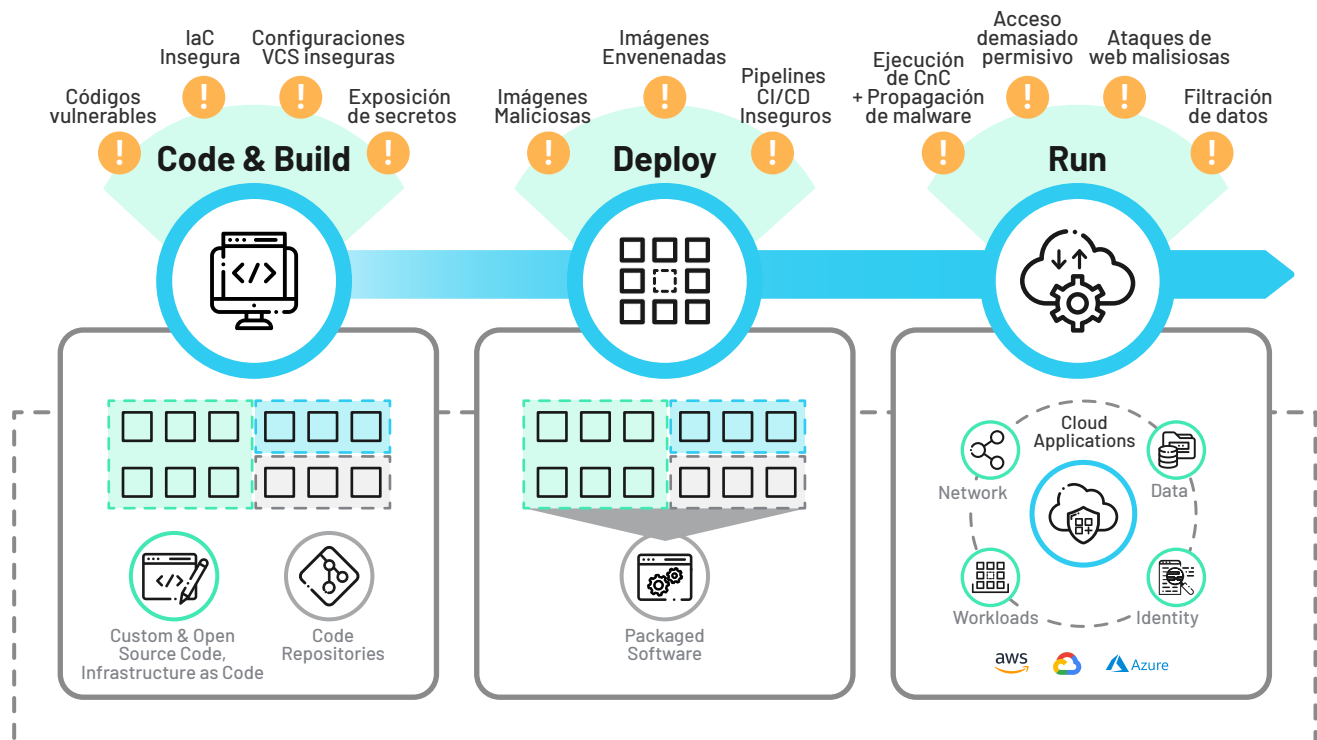 Códigos
vulnerables
IaC
Insegura
Configuraciones
VCS inseguras
Exposición
de secretos
Code & Build
Imágenes
Maliciosas
Imágenes
Envenenadas
Pipelines
CI/CD
Inseguros
Deploy
Ejecución
de CnC
+ Propagación
de malware
Acceso
demasiado
permisivo
Ataques de
web malisiosas
Filtración
de datos
Run
Custom & Open
Source Code,
Infrastructure as Code
Code
Repositories
Packaged
Software
Cloud
Applications
Network
Data
Workloads
Identity
aws
Azure